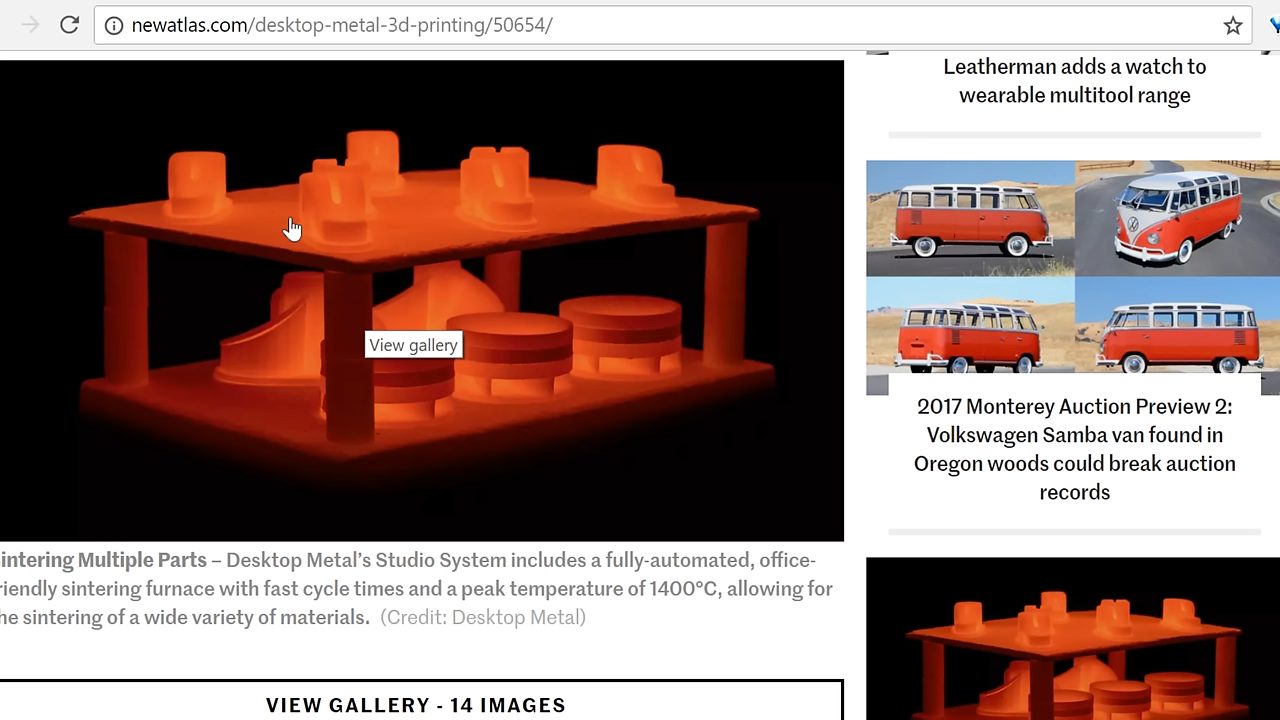 newatlas.com/desktop-metal-3d-printing/50654/
View gallery
intering Multiple Parts – Desktop Metal's Studio System includes a fully-automated, office-
riendly sintering furnace with fast cycle times and a peak temperature of 1400°C, allowing for
he sintering of a wide variety of materials. (Credit: Desktop Metal)
VIEW GALLERY - 14 IMAGES
Leatherman adds a watch to
wearable multitool range
2017 Monterey Auction Preview 2:
Volkswagen Samba van found in
Oregon woods could break auction
records